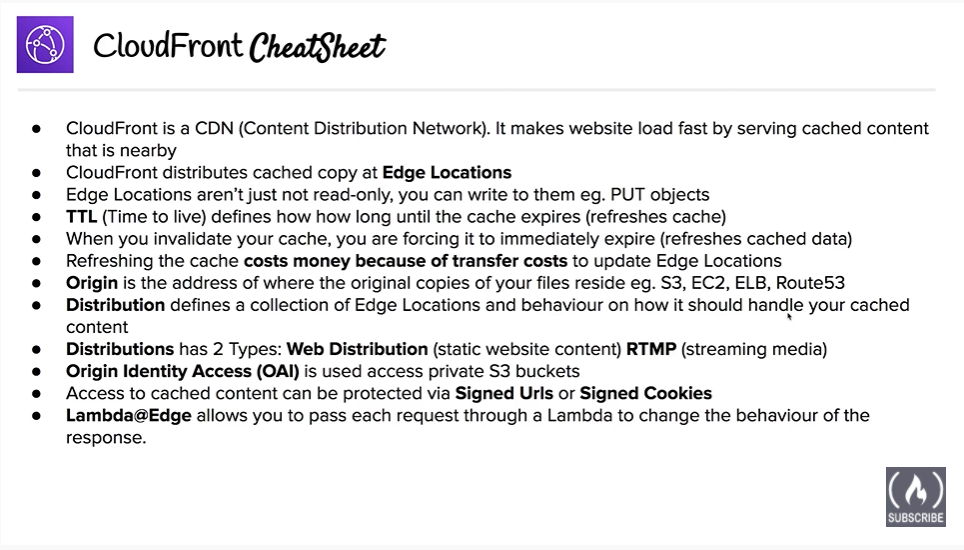 CloudFront CheatSheet
● CloudFront is a CDN (Content Distribution Network). It makes website load fast by serving cached content
that is nearby
● CloudFront distributes cached copy at Edge Locations
● Edge Locations aren't just not read-only, you can write to them eg. PUT objects
● TTL (Time to live) defines how how long until the cache expires (refreshes cache)
● When you invalidate your cache, you are forcing it to immediately expire (refreshes cached data)
● Refreshing the cache costs money because of transfer costs to update Edge Locations
● Origin is the address of where the original copies of your files reside eg. S3, EC2, ELB, Route53
● Distribution defines a collection of Edge Locations and behaviour on how it should handle your cached
content
● Distributions has 2 Types: Web Distribution (static website content) RTMP (streaming media)
● Origin Identity Access (OAI) is used access private S3 buckets
● Access to cached content can be protected via Signed Urls or Signed Cookies
● Lambda@Edge allows you to pass each request through a Lambda to change the behaviour of the
response.
SUBSCRIBE